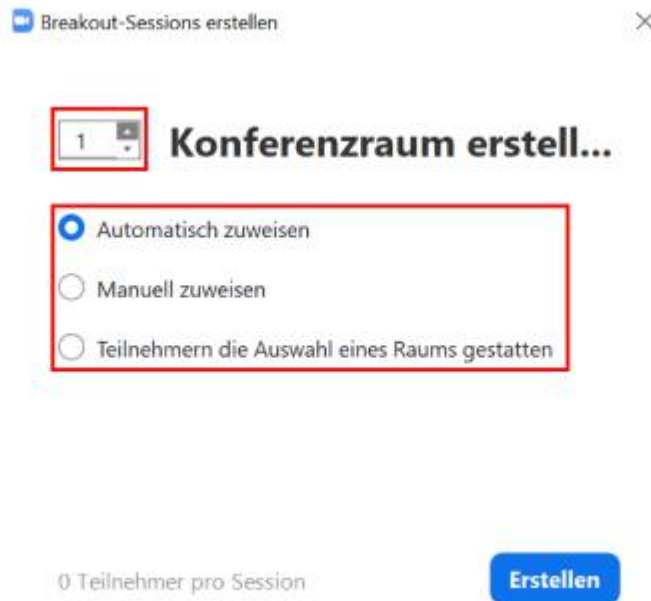 Breakout-Sessions erstellen
1 Konferenzraum erstell...
Automatisch zuweisen
Manuell zuweisen
Teilnehmern die Auswahl eines Raums gestatten
0 Teilnehmer pro Session Erstellen